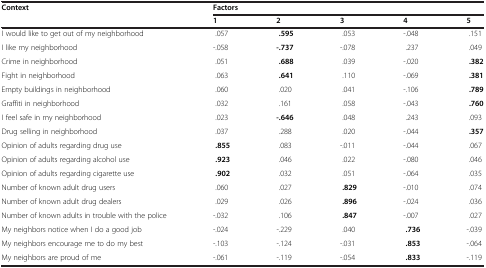 Context Factors
1 2 3 4 5
I would like to get out of my neighborhood .057 .595 .053 -.048 .151
I like my neighborhood -.058 -.737 -.078 .237 .049
Crime in neighborhood .051 .688 .039 -.020 .382
Fight in neighborhood .063 .641 .110 -.069 .381
Empty buildings in neighborhood .060 .020 .041 -.106 .789
Graffiti in neighborhood .032 .161 .058 -.043 .760
I feel safe in my neighborhood .023 -.646 .048 .243 .093
Drug selling in neighborhood .037 .288 .020 -.044 .357
Opinion of adults regarding drug use .855 .083 -.011 -.044 .067
Opinion of adults regarding alcohol use .923 .046 .022 -.080 .046
Opinion of adults regarding cigarette use .902 .032 .051 -.064 .035
Number of known adult drug users .060 .027 .829 -.010 .074
Number of known adult drug dealers .029 .026 .896 -.024 .036
Number of known adults in trouble with the police -.032 .106 .847 -.007 .027
My neighbors notice when I do a good job -.024 -.229 .040 .736 -.039
My neighbors encourage me to do my best -.103 -.124 -.031 .853 -.064
My neighbors are proud of me -.061 -.119 -.054 .833 -.119